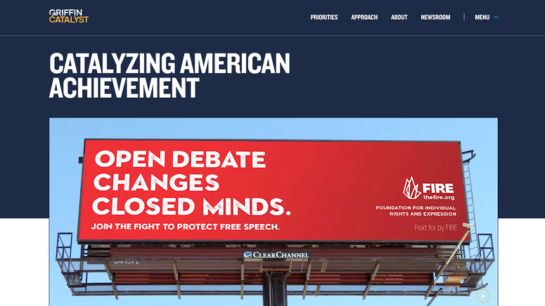 GRIFFIN
CATALYST
PRIORITIES APPROACH ABOUT NEWSROOM MENU
CATALYZING AMERICAN
ACHIEVEMENT
OPEN DEBATE
CHANGES
CLOSED MINDS.
JOIN THE FIGHT TO PROTECT FREE SPEECH.
FIRE
thefire.org
FOUNDATION FOR INDIVIDUAL
RIGHTS AND EXPRESSION
Paid for by FIRE
CLEARCHANNEL